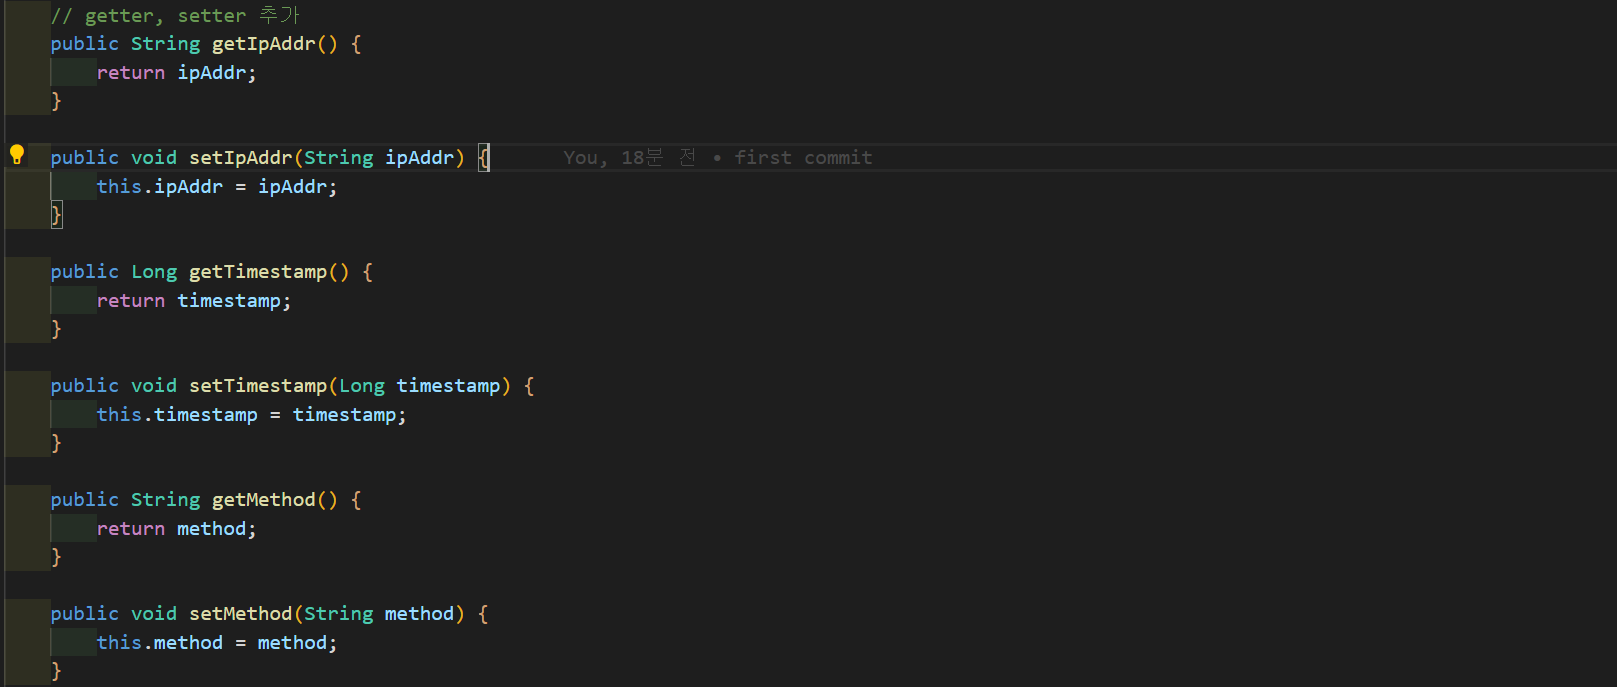 // getter, setter 추가
public String getIpAddr() {
return ipAddr;
}
public void setIpAddr(String ipAddr) { You, 18분 전 • first commit
this.ipAddr = ipAddr;
}
public Long getTimestamp() {
return timestamp;
}
public void setTimestamp(Long timestamp) {
this.timestamp = timestamp;
}
public String getMethod() {
return method;
}
public void setMethod(String method) {
this.method = method;
}